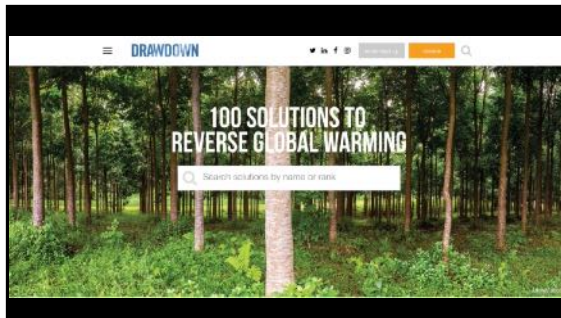 DRAWDOWN
100 SOLUTIONS TO
REVERSE GLOBAL WARMING
Search solutions by name or rank